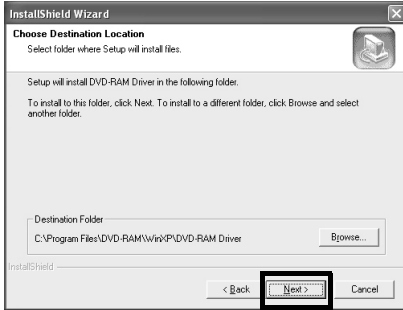 InstallShield Wizard
Choose Destination Location
Select folder where Setup will install files.
Setup will install DVD-RAM Driver in the following folder.
To install to this folder, click Next. To install to a different folder, click Browse and select
another folder.
Destination Folder
C:\Program Files\DVD-RAM\WinXP\DVD-RAM Driver
Browse...
InstallShield
< Back
Next >
Cancel